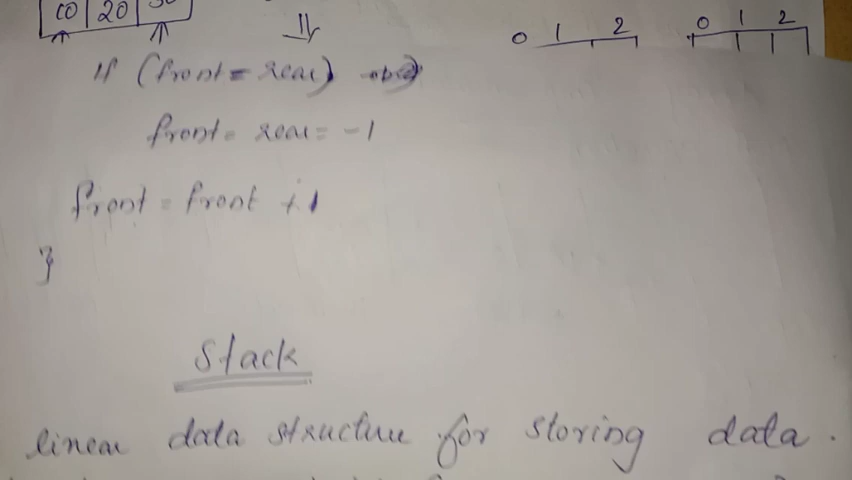 10 20 30
0 1 2 0 1 2
if (front = rear)
front = rear = -1
front = front + 1
}
Stack
linear data structure for storing data.